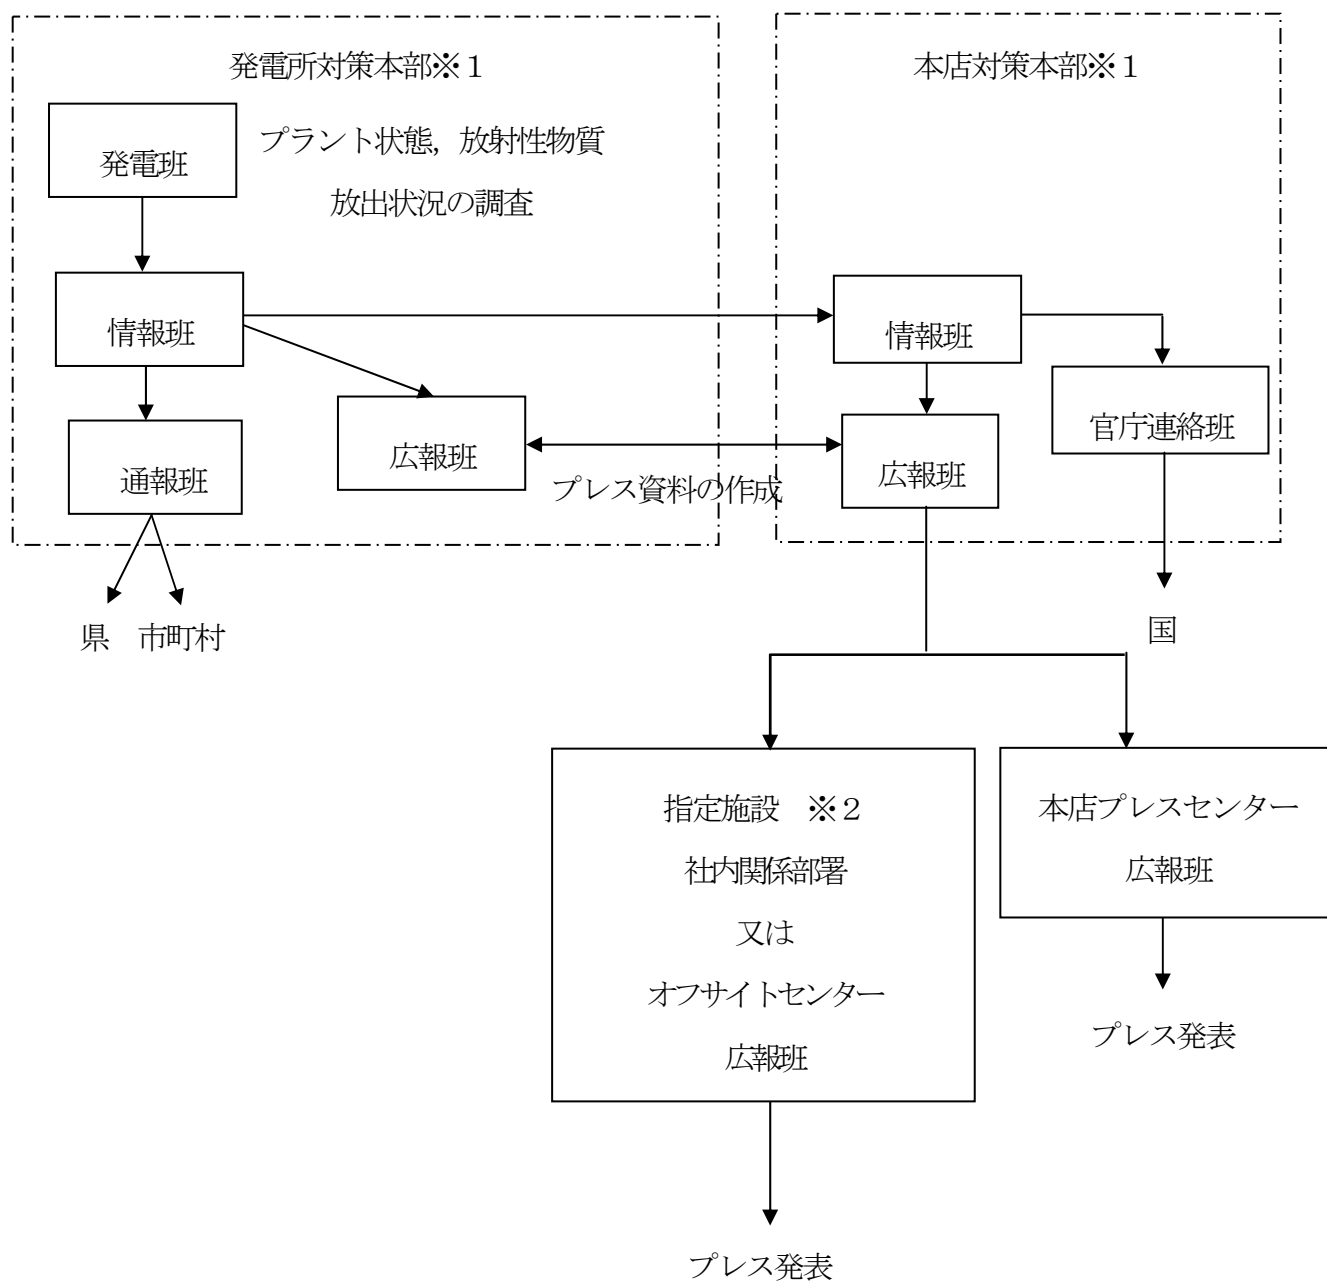 発電所対策本部※１
発電班
プラント状態，放射性物質
放出状況の調査
情報班
通報班
広報班
プレス資料の作成
県　市町村
本店対策本部※１
情報班
広報班
官庁連絡班
国
指定施設　※２
社内関係部署
又は
オフサイトセンター
広報班
プレス発表
本店プレスセンター
広報班
プレス発表